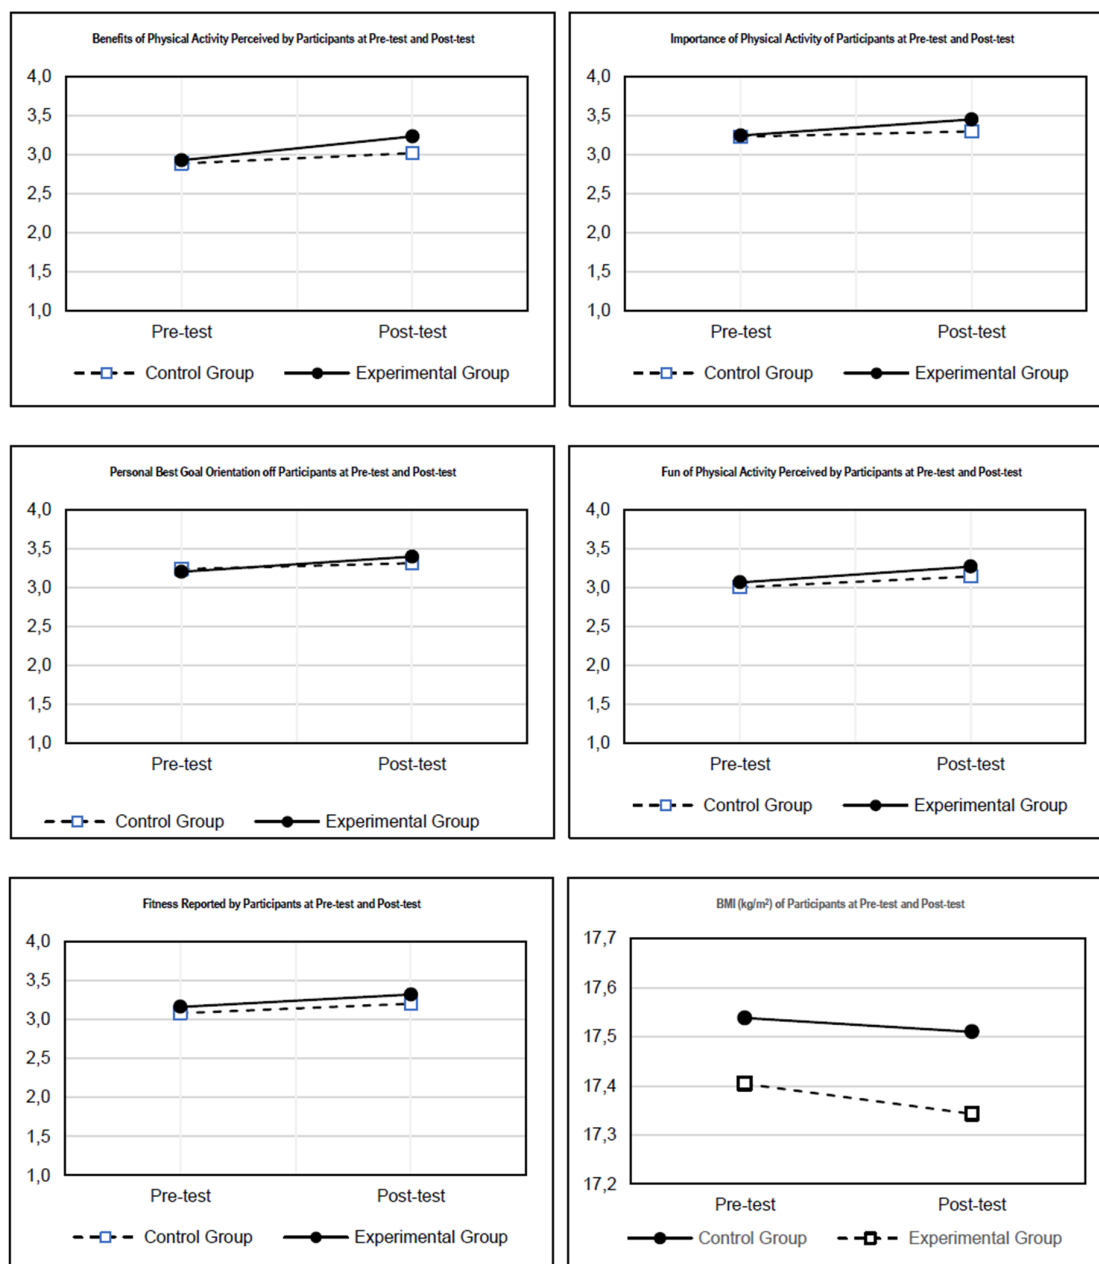 Benefits of Physical Activity Perceived by Participants at Pre-test and Post-test
4,0
3,5
3,0
2,5
2,0
1,5
1,0
Pre-test Post-test
Control Group Experimental Group
Importance of Physical Activity of Participants at Pre-test and Post-test
4,0
3,5
3,0
2,5
2,0
1,5
1,0
Pre-test Post-test
Control Group Experimental Group
Personal Best Goal Orientation off Participants at Pre-test and Post-test
4,0
3,5
3,0
2,5
2,0
1,5
1,0
Pre-test Post-test
Control Group Experimental Group
Fun of Physical Activity Perceived by Participants at Pre-test and Post-test
4,0
3,5
3,0
2,5
2,0
1,5
1,0
Pre-test Post-test
Control Group Experimental Group
Fitness Reported by Participants at Pre-test and Post-test
4,0
3,5
3,0
2,5
2,0
1,5
1,0
Pre-test Post-test
Control Group Experimental Group
BMI (kg/m²) of Participants at Pre-test and Post-test
17,7
17,6
17,5
17,4
17,3
17,2
Pre-test Post-test
Control Group Experimental Group